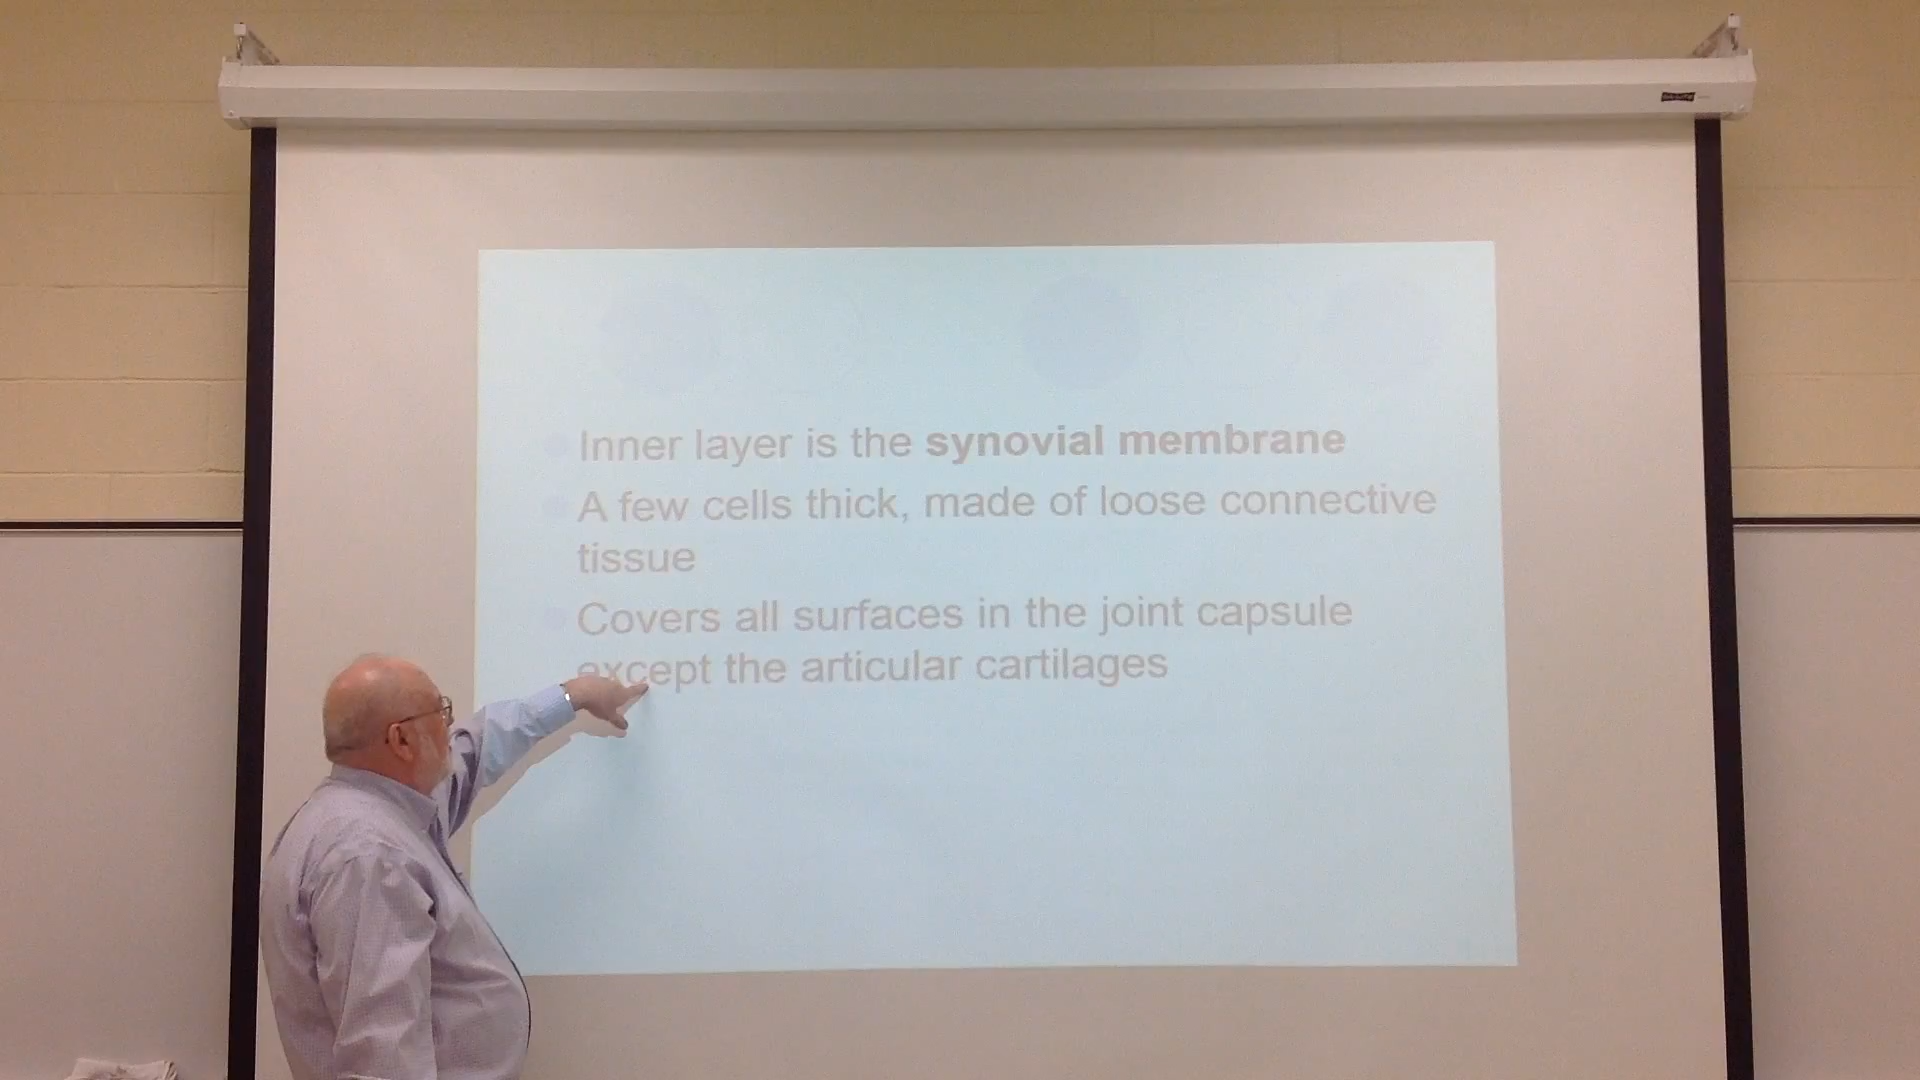 Inner layer is the synovial membrane
A few cells thick, made of loose connective
tissue
Covers all surfaces in the joint capsule
except the articular cartilages